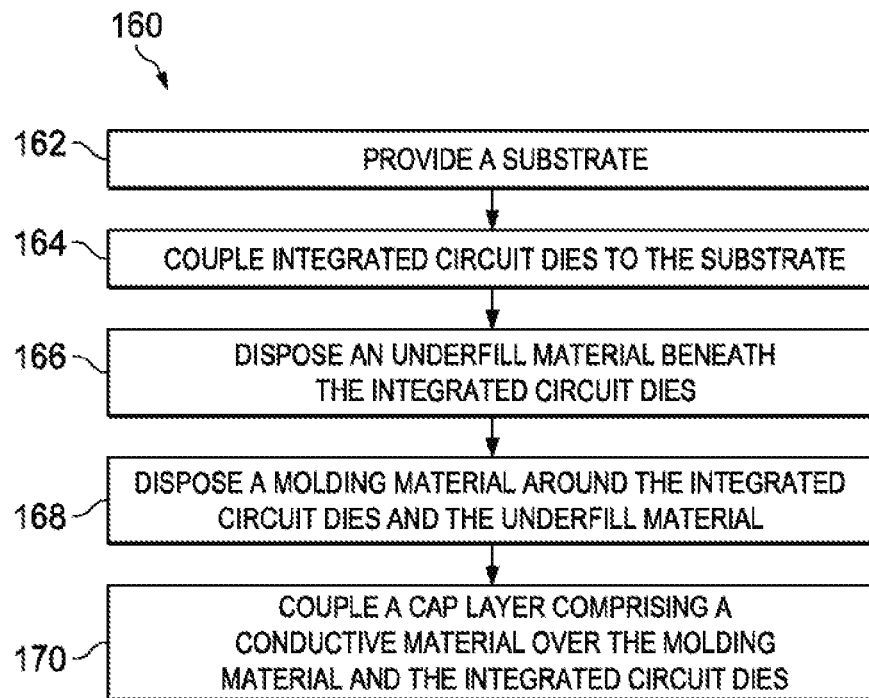 160
162
PROVIDE A SUBSTRATE
164
COUPLE INTEGRATED CIRCUIT DIES TO THE SUBSTRATE
166
DISPOSE AN UNDERFILL MATERIAL BENEATH
THE INTEGRATED CIRCUIT DIES
168
DISPOSE A MOLDING MATERIAL AROUND THE INTEGRATED
CIRCUIT DIES AND THE UNDERFILL MATERIAL
170
COUPLE A CAP LAYER COMPRISING A
CONDUCTIVE MATERIAL OVER THE MOLDING
MATERIAL AND THE INTEGRATED CIRCUIT DIES